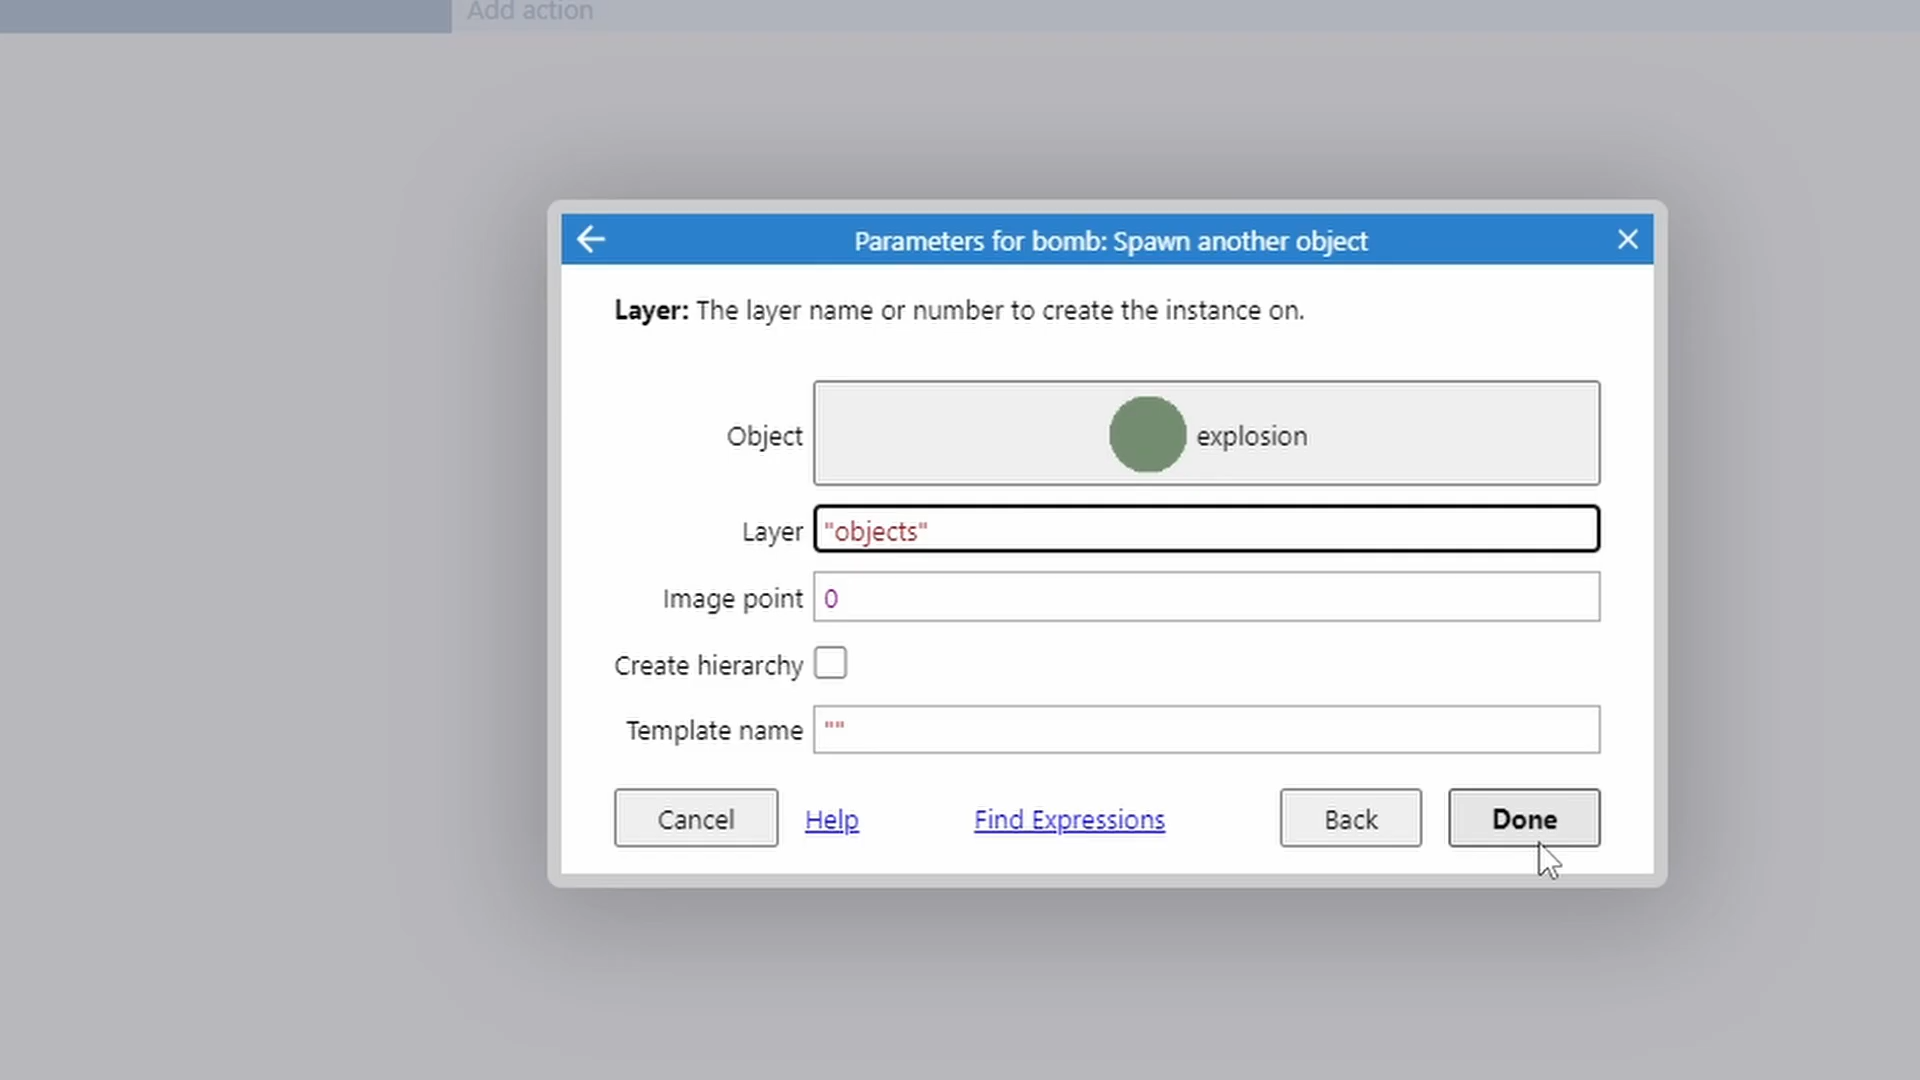 Add action
Parameters for bomb: Spawn another object
Layer: The layer name or number to create the instance on.
Object explosion
Layer "objects"
Image point 0
Create hierarchy
Template name ""
Cancel Help Find Expressions Back Done